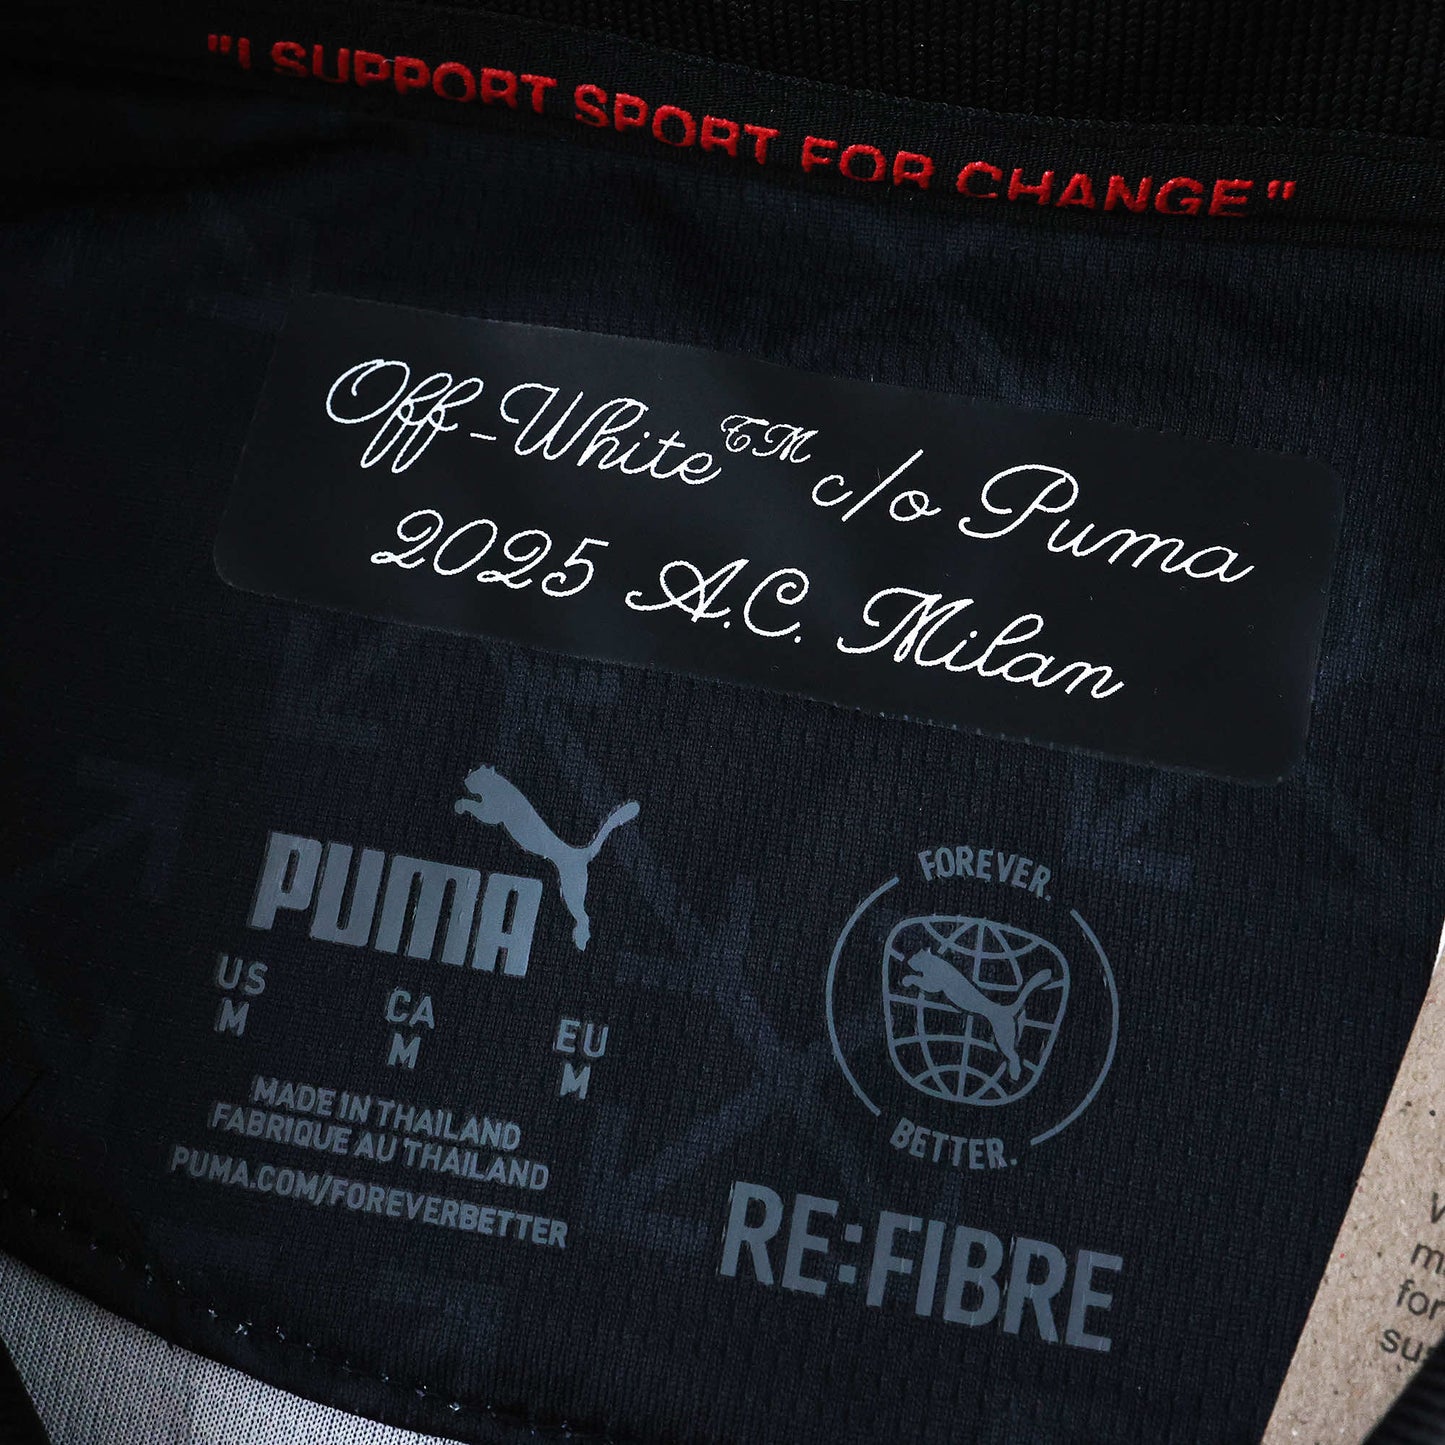 "I SUPPORT SPORT FOR CHANGE"
Off-White™ c/o Puma
2025 A.C. Milan
PUMA
US
M
CA
M
EU
M
MADE IN THAILAND
FABRIQUE AU THAILAND
PUMA.COM/FOREVERBETTER
FOREVER.
BETTER.
RE:FIBRE
for